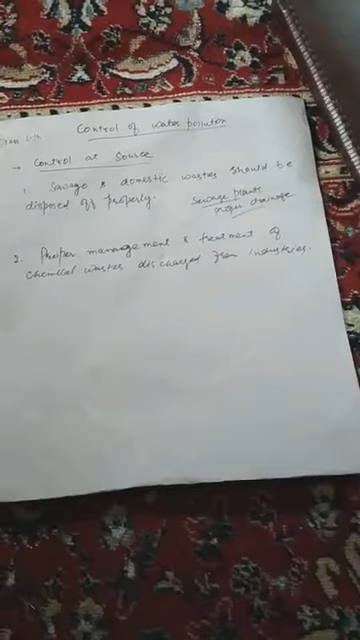 Control of water pollution
→ Control at Source
1. Sewage & domestic wastes should be
disposed off properly.
Sewage plants
proper drainage
2. Proper management & treatment of
chemical wastes discharged from industries.